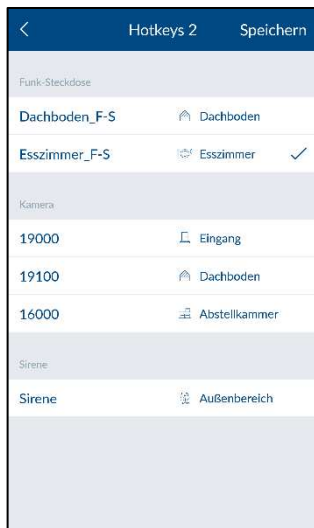 Hotkeys 2 Speichern
Funk-Steckdose
Dachboden_F-S Dachboden
Esszimmer_F-S Esszimmer
Kamera
19000 Eingang
19100 Dachboden
16000 Abstellkammer
Sirene
Sirene Außenbereich